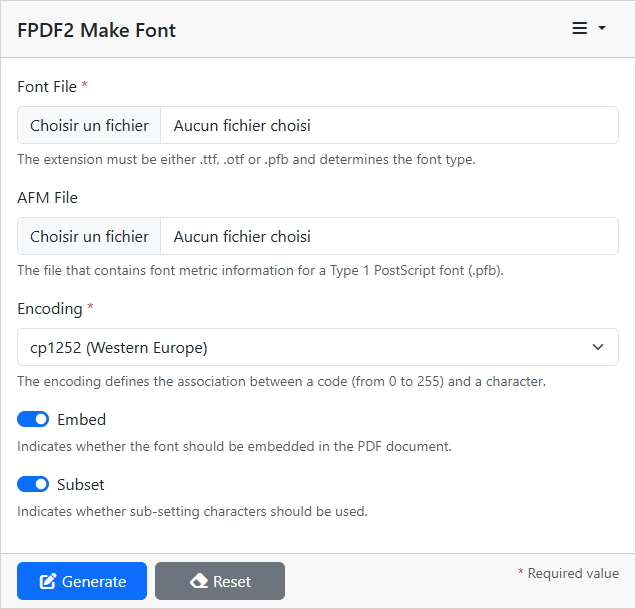 FPDF2 Make Font
Font File *
Choisir un fichier Aucun fichier choisi
The extension must be either .ttf, .otf or .pfb and determines the font type.
AFM File
Choisir un fichier Aucun fichier choisi
The file that contains font metric information for a Type 1 PostScript font (.pfb).
Encoding *
cp1252 (Western Europe)
The encoding defines the association between a code (from 0 to 255) and a character.
Embed
Indicates whether the font should be embedded in the PDF document.
Subset
Indicates whether sub-setting characters should be used.
Generate Reset * Required value